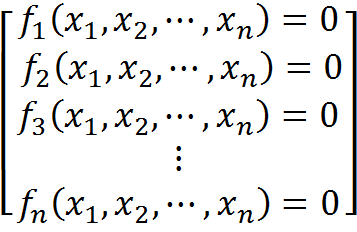 f₁(x₁, x₂, ⋯, xₙ) = 0
f₂(x₁, x₂, ⋯, xₙ) = 0
f₃(x₁, x₂, ⋯, xₙ) = 0
⋮
fₙ(x₁, x₂, ⋯, xₙ) = 0